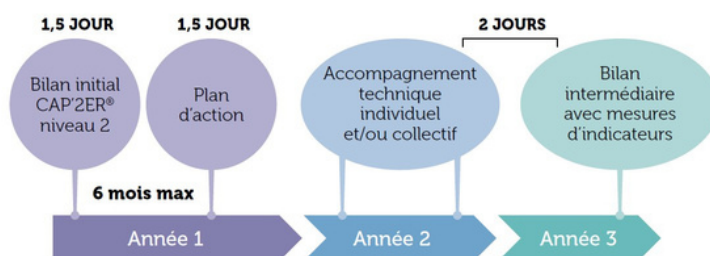 1,5 JOUR
1,5 JOUR
2 JOURS
Bilan initial
CAP'2ER®
niveau 2
Plan
d'action
Accompagnement
technique
individuel
et/ou collectif
Bilan
intermédiaire
avec mesures
d'indicateurs
6 mois max
Année 1
Année 2
Année 3